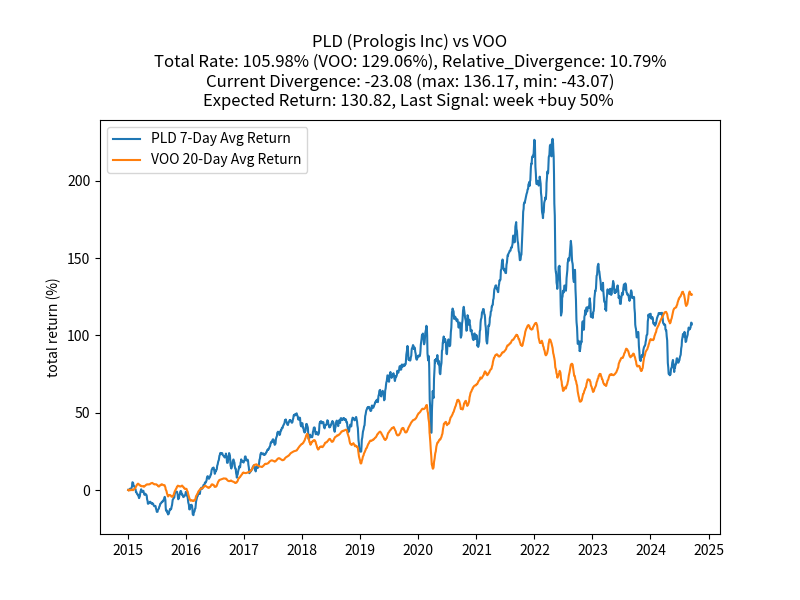 PLD (Prologis Inc) vs VOO
Total Rate: 105.98% (VOO: 129.06%), Relative_Divergence: 10.79%
Current Divergence: -23.08 (max: 136.17, min: -43.07)
Expected Return: 130.82, Last Signal: week +buy 50%
PLD 7-Day Avg Return
VOO 20-Day Avg Return
total return (%)
200
150
100
50
0
2015 2016 2017 2018 2019 2020 2021 2022 2023 2024 2025